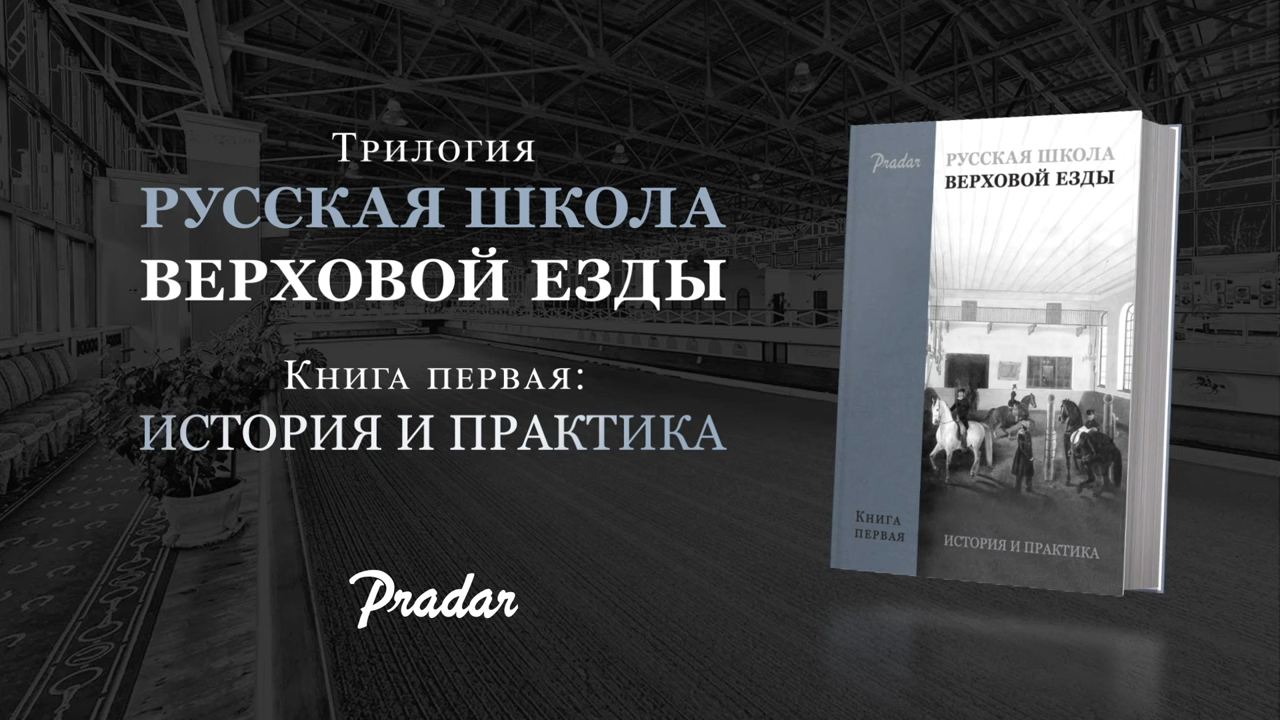 Трилогия
РУССКАЯ ШКОЛА
ВЕРХОВОЙ ЕЗДЫ
Книга первая:
ИСТОРИЯ И ПРАКТИКА
Pradar
Pradar
РУССКАЯ ШКОЛА
ВЕРХОВОЙ ЕЗДЫ
Книга
первая
ИСТОРИЯ И ПРАКТИКА